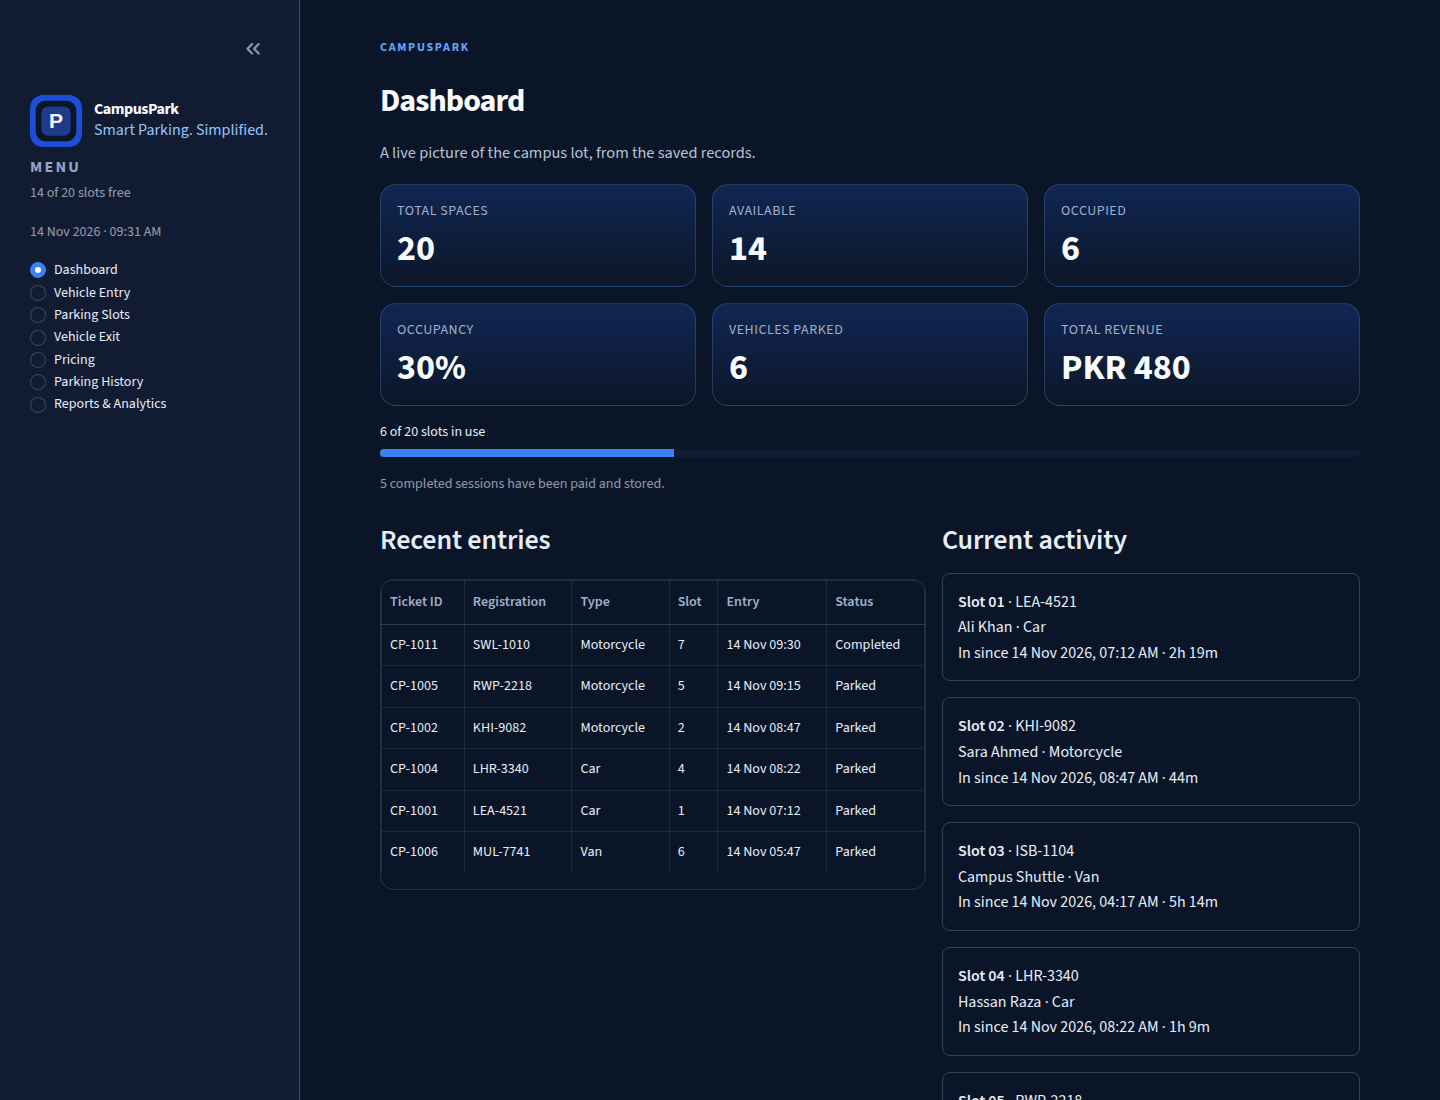 CampusPark
Smart Parking. Simplified.
P
MENU
14 of 20 slots free
14 Nov 2026 · 09:31 AM
Dashboard
Vehicle Entry
Parking Slots
Vehicle Exit
Pricing
Parking History
Reports & Analytics
CAMPUSPARK
Dashboard
A live picture of the campus lot, from the saved records.
TOTAL SPACES
20
AVAILABLE
14
OCCUPIED
6
OCCUPANCY
30%
VEHICLES PARKED
6
TOTAL REVENUE
PKR 480
6 of 20 slots in use
5 completed sessions have been paid and stored.
Recent entries
Ticket ID Registration Type Slot Entry Status
CP-1011 SWL-1010 Motorcycle 7 14 Nov 09:30 Completed
CP-1005 RWP-2218 Motorcycle 5 14 Nov 09:15 Parked
CP-1002 KHI-9082 Motorcycle 2 14 Nov 08:47 Parked
CP-1004 LHR-3340 Car 4 14 Nov 08:22 Parked
CP-1001 LEA-4521 Car 1 14 Nov 07:12 Parked
CP-1006 MUL-7741 Van 6 14 Nov 05:47 Parked
Current activity
Slot 01 · LEA-4521
Ali Khan · Car
In since 14 Nov 2026, 07:12 AM · 2h 19m
Slot 02 · KHI-9082
Sara Ahmed · Motorcycle
In since 14 Nov 2026, 08:47 AM · 44m
Slot 03 · ISB-1104
Campus Shuttle · Van
In since 14 Nov 2026, 04:17 AM · 5h 14m
Slot 04 · LHR-3340
Hassan Raza · Car
In since 14 Nov 2026, 08:22 AM · 1h 9m
Slot 05 · RWP-2218